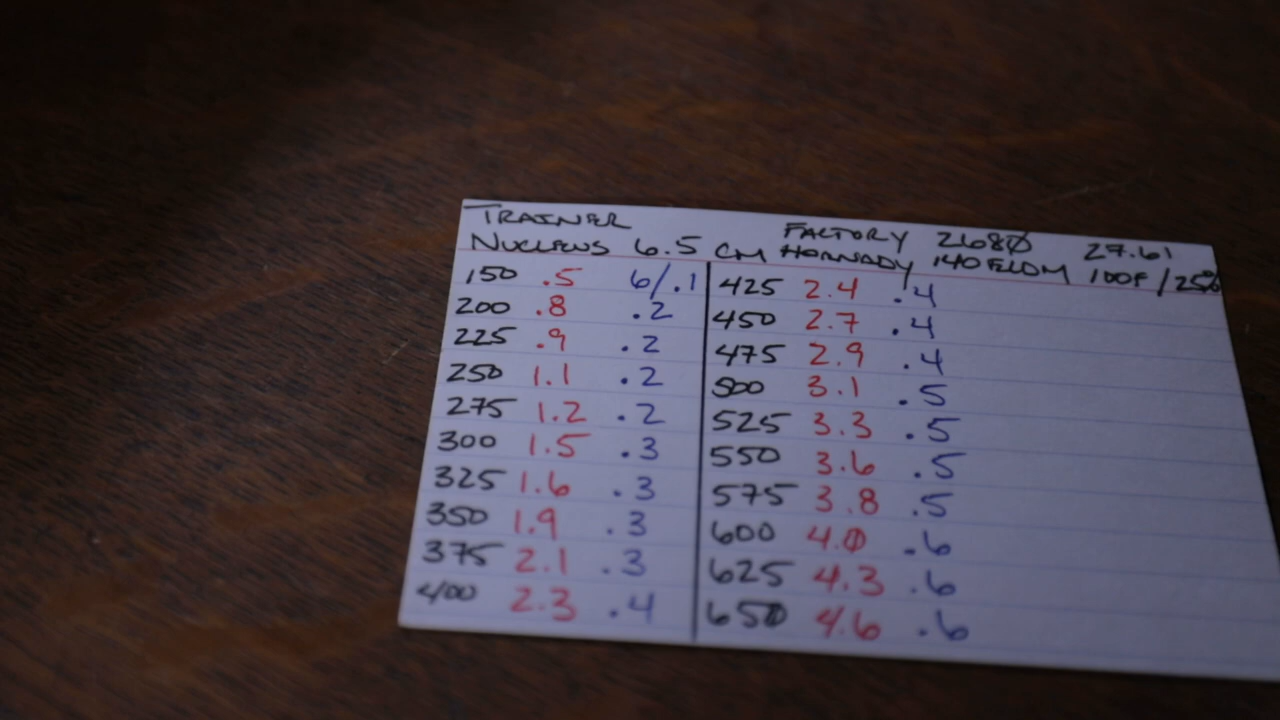 TRAINER
NUCLEUS 6.5 CM
FACTORY 2680 27.61
HORNADY 140 ELDM 100F / 25%
150 .5 6/.1
200 .8 .2
225 .9 .2
250 1.1 .2
275 1.2 .2
300 1.5 .3
325 1.6 .3
350 1.9 .3
375 2.1 .3
400 2.3 .4
425 2.4 .4
450 2.7 .4
475 2.9 .4
500 3.1 .5
525 3.3 .5
550 3.6 .5
575 3.8 .5
600 4.0 .6
625 4.3 .6
650 4.6 .6